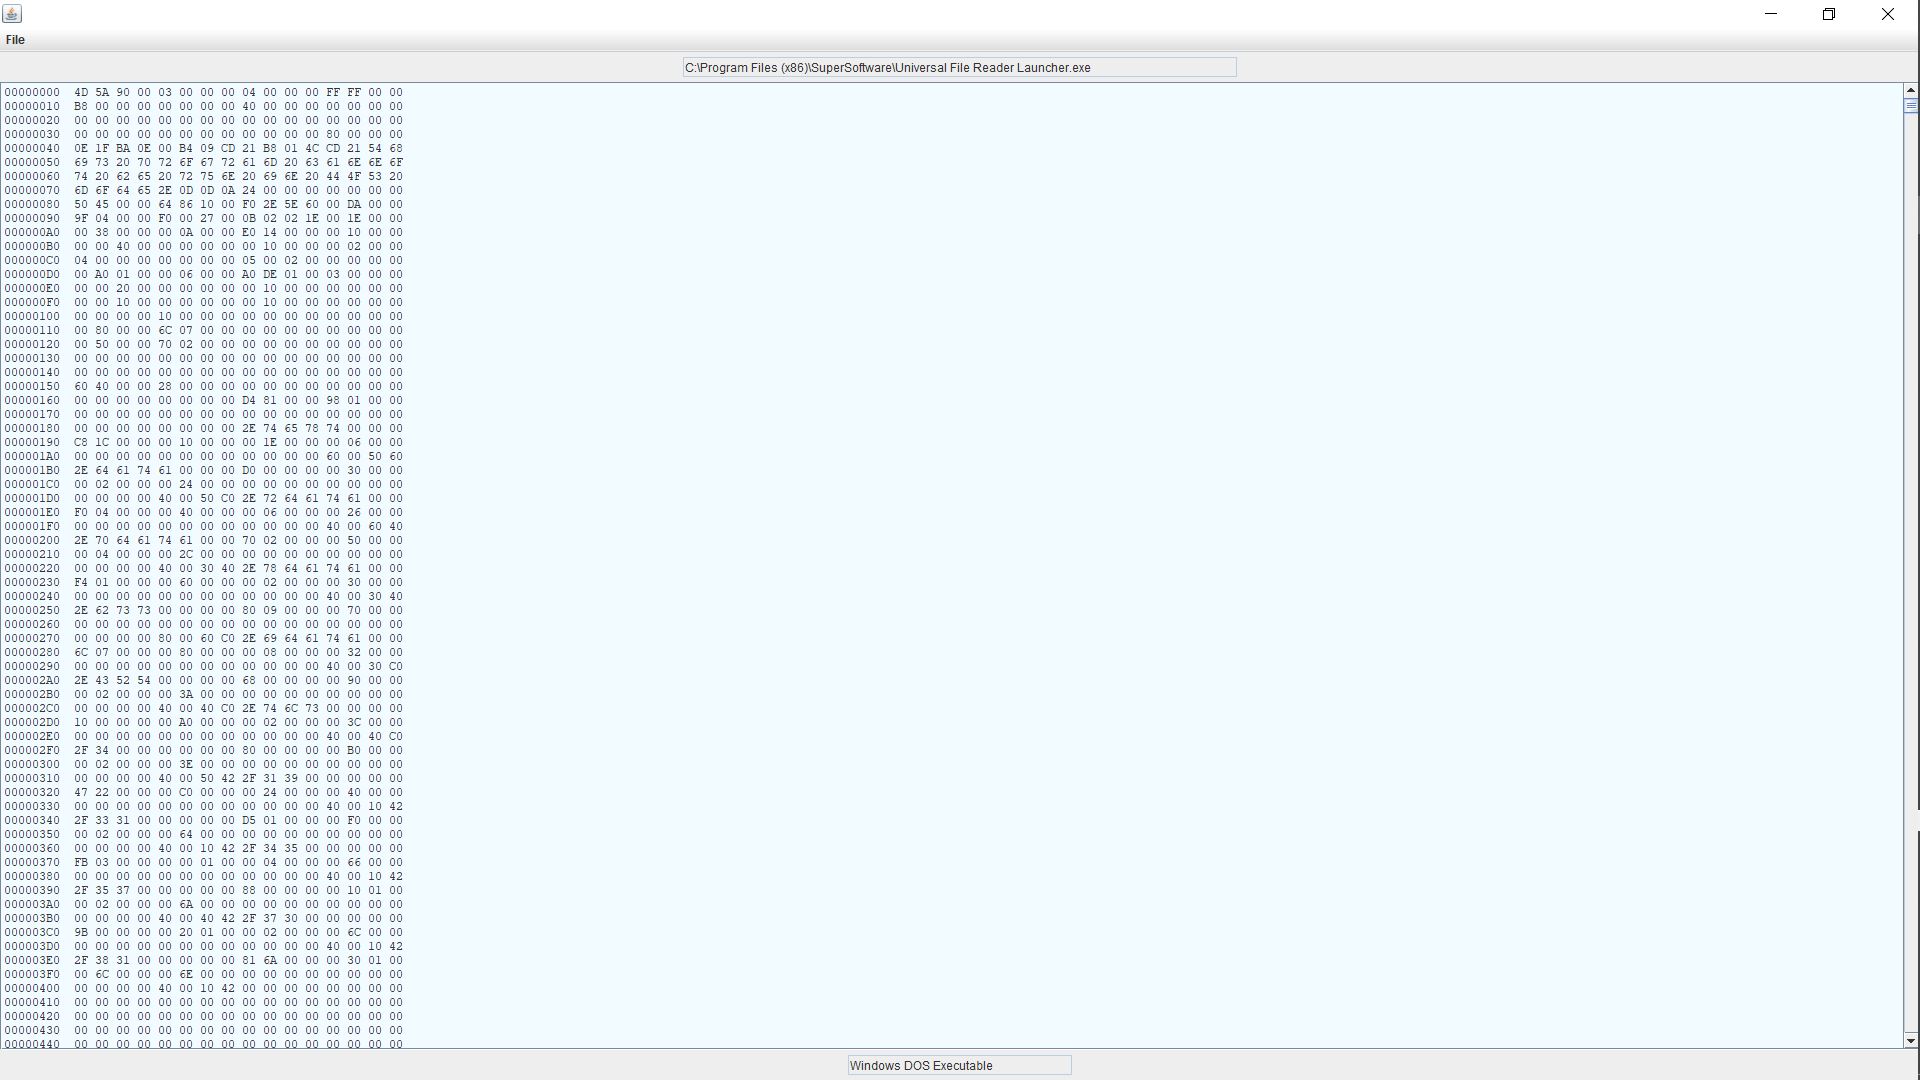 File
C:\Program Files (x86)\SuperSoftware\Universal File Reader Launcher.exe
00000000 4D 5A 90 00 03 00 00 00 04 00 00 00 FF FF 00 00
00000010 B8 00 00 00 00 00 00 00 40 00 00 00 00 00 00 00
00000020 00 00 00 00 00 00 00 00 00 00 00 00 00 00 00 00
00000030 00 00 00 00 00 00 00 00 00 00 00 00 80 00 00 00
00000040 0E 1F BA 0E 00 B4 09 CD 21 B8 01 4C CD 21 54 68
00000050 69 73 20 70 72 6F 67 72 61 6D 20 63 61 6E 6E 6F
00000060 74 20 62 65 20 72 75 6E 20 69 6E 20 44 4F 53 20
00000070 6D 6F 64 65 2E 0D 0D 0A 24 00 00 00 00 00 00 00
00000080 50 45 00 00 64 86 10 00 F0 2E 5E 60 00 DA 00 00
00000090 9F 04 00 00 F0 00 27 00 0B 02 02 1E 00 1E 00 00
000000A0 00 38 00 00 00 0A 00 00 E0 14 00 00 00 10 00 00
000000B0 00 00 40 00 00 00 00 00 00 10 00 00 00 02 00 00
000000C0 04 00 00 00 00 00 00 00 05 00 02 00 00 00 00 00
000000D0 00 A0 01 00 00 06 00 00 A0 DE 01 00 03 00 00 00
000000E0 00 00 20 00 00 00 00 00 00 10 00 00 00 00 00 00
000000F0 00 00 10 00 00 00 00 00 00 10 00 00 00 00 00 00
00000100 00 00 00 00 10 00 00 00 00 00 00 00 00 00 00 00
00000110 00 80 00 00 6C 07 00 00 00 00 00 00 00 00 00 00
00000120 00 50 00 00 70 02 00 00 00 00 00 00 00 00 00 00
00000130 00 00 00 00 00 00 00 00 00 00 00 00 00 00 00 00
00000140 00 00 00 00 00 00 00 00 00 00 00 00 00 00 00 00
00000150 60 40 00 00 28 00 00 00 00 00 00 00 00 00 00 00
00000160 00 00 00 00 00 00 00 00 D4 81 00 00 98 01 00 00
00000170 00 00 00 00 00 00 00 00 00 00 00 00 00 00 00 00
00000180 00 00 00 00 00 00 00 00 2E 74 65 78 74 00 00 00
00000190 C8 1C 00 00 00 10 00 00 00 1E 00 00 00 06 00 00
000001A0 00 00 00 00 00 00 00 00 00 00 00 00 60 00 50 60
000001B0 2E 64 61 74 61 00 00 00 D0 00 00 00 00 30 00 00
000001C0 00 02 00 00 00 24 00 00 00 00 00 00 00 00 00 00
000001D0 00 00 00 00 40 00 50 C0 2E 72 64 61 74 61 00 00
000001E0 F0 04 00 00 00 40 00 00 00 06 00 00 00 26 00 00
000001F0 00 00 00 00 00 00 00 00 00 00 00 00 40 00 60 40
00000200 2E 70 64 61 74 61 00 00 70 02 00 00 00 50 00 00
00000210 00 04 00 00 00 2C 00 00 00 00 00 00 00 00 00 00
00000220 00 00 00 00 40 00 30 40 2E 78 64 61 74 61 00 00
00000230 F4 01 00 00 00 60 00 00 00 02 00 00 00 30 00 00
00000240 00 00 00 00 00 00 00 00 00 00 00 00 40 00 30 40
00000250 2E 62 73 73 00 00 00 00 80 09 00 00 00 70 00 00
00000260 00 00 00 00 00 00 00 00 00 00 00 00 00 00 00 00
00000270 00 00 00 00 80 00 60 C0 2E 69 64 61 74 61 00 00
00000280 6C 07 00 00 00 80 00 00 00 08 00 00 00 32 00 00
00000290 00 00 00 00 00 00 00 00 00 00 00 00 40 00 30 C0
000002A0 2E 43 52 54 00 00 00 00 68 00 00 00 00 90 00 00
000002B0 00 02 00 00 00 3A 00 00 00 00 00 00 00 00 00 00
000002C0 00 00 00 00 40 00 40 C0 2E 74 6C 73 00 00 00 00
000002D0 10 00 00 00 00 A0 00 00 00 02 00 00 00 3C 00 00
000002E0 00 00 00 00 00 00 00 00 00 00 00 00 40 00 40 C0
000002F0 2F 34 00 00 00 00 00 00 80 00 00 00 00 B0 00 00
00000300 00 02 00 00 00 3E 00 00 00 00 00 00 00 00 00 00
00000310 00 00 00 00 40 00 50 42 2F 31 39 00 00 00 00 00
00000320 47 22 00 00 00 C0 00 00 00 24 00 00 00 40 00 00
00000330 00 00 00 00 00 00 00 00 00 00 00 00 40 00 10 42
00000340 2F 33 31 00 00 00 00 00 D5 01 00 00 00 F0 00 00
00000350 00 02 00 00 00 64 00 00 00 00 00 00 00 00 00 00
00000360 00 00 00 00 40 00 10 42 2F 34 35 00 00 00 00 00
00000370 FB 03 00 00 00 00 01 00 00 04 00 00 00 66 00 00
00000380 00 00 00 00 00 00 00 00 00 00 00 00 40 00 10 42
00000390 2F 35 37 00 00 00 00 00 88 00 00 00 00 10 01 00
000003A0 00 02 00 00 00 6A 00 00 00 00 00 00 00 00 00 00
000003B0 00 00 00 00 40 00 40 42 2F 37 30 00 00 00 00 00
000003C0 9B 00 00 00 00 20 01 00 00 02 00 00 00 6C 00 00
000003D0 00 00 00 00 00 00 00 00 00 00 00 00 40 00 10 42
000003E0 2F 38 31 00 00 00 00 00 81 6A 00 00 00 30 01 00
000003F0 00 6C 00 00 00 6E 00 00 00 00 00 00 00 00 00 00
00000400 00 00 00 00 40 00 10 42 00 00 00 00 00 00 00 00
00000410 00 00 00 00 00 00 00 00 00 00 00 00 00 00 00 00
00000420 00 00 00 00 00 00 00 00 00 00 00 00 00 00 00 00
00000430 00 00 00 00 00 00 00 00 00 00 00 00 00 00 00 00
00000440 00 00 00 00 00 00 00 00 00 00 00 00 00 00 00 00
Windows DOS Executable